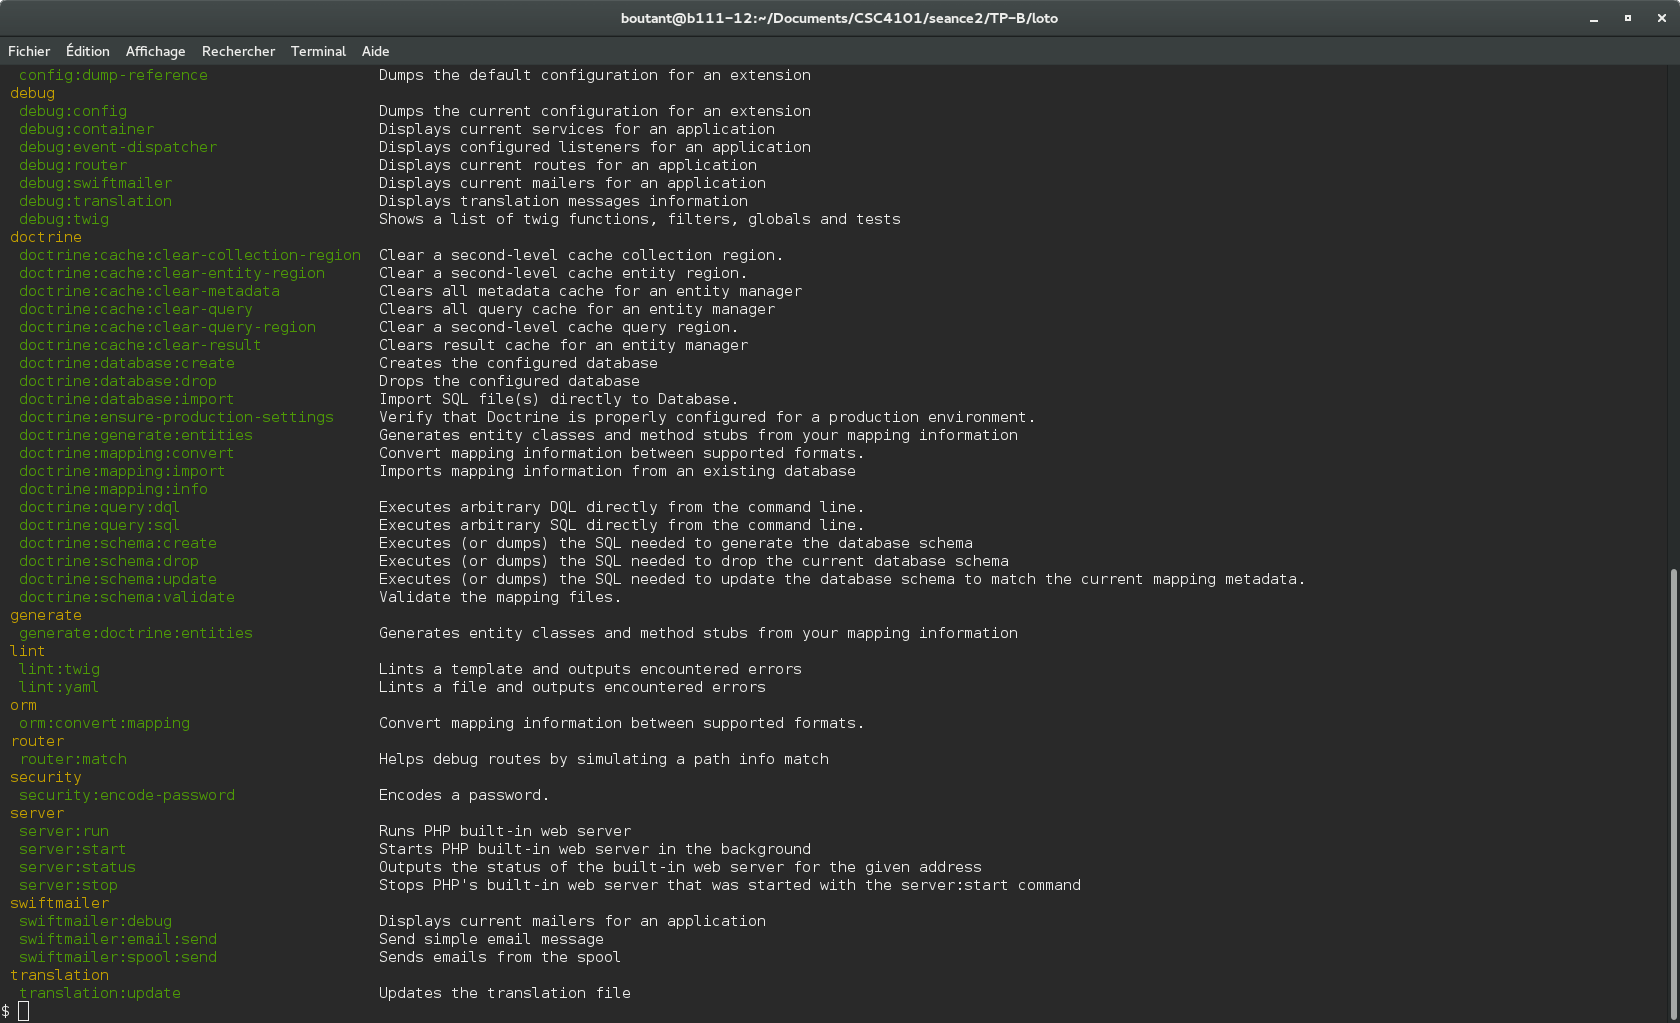 boutant@b111-12:~/Documents/CSC4101/seance2/TP-B/loto
Fichier Édition Affichage Rechercher Terminal Aide
config:dump-reference Dumps the default configuration for an extension
debug
debug:config Dumps the current configuration for an extension
debug:container Displays current services for an application
debug:event-dispatcher Displays configured listeners for an application
debug:router Displays current routes for an application
debug:swiftmailer Displays current mailers for an application
debug:translation Displays translation messages information
debug:twig Shows a list of twig functions, filters, globals and tests
doctrine
doctrine:cache:clear-collection-region Clear a second-level cache collection region.
doctrine:cache:clear-entity-region Clear a second-level cache entity region.
doctrine:cache:clear-metadata Clears all metadata cache for an entity manager
doctrine:cache:clear-query Clears all query cache for an entity manager
doctrine:cache:clear-query-region Clear a second-level cache query region.
doctrine:cache:clear-result Clears result cache for an entity manager
doctrine:database:create Creates the configured database
doctrine:database:drop Drops the configured database
doctrine:database:import Import SQL file(s) directly to Database.
doctrine:ensure-production-settings Verify that Doctrine is properly configured for a production environment.
doctrine:generate:entities Generates entity classes and method stubs from your mapping information
doctrine:mapping:convert Convert mapping information between supported formats.
doctrine:mapping:import Imports mapping information from an existing database
doctrine:mapping:info
doctrine:query:dql Executes arbitrary DQL directly from the command line.
doctrine:query:sql Executes arbitrary SQL directly from the command line.
doctrine:schema:create Executes (or dumps) the SQL needed to generate the database schema
doctrine:schema:drop Executes (or dumps) the SQL needed to drop the current database schema
doctrine:schema:update Executes (or dumps) the SQL needed to update the database schema to match the current mapping metadata.
doctrine:schema:validate Validate the mapping files.
generate
generate:doctrine:entities Generates entity classes and method stubs from your mapping information
lint
lint:twig Lints a template and outputs encountered errors
lint:yaml Lints a file and outputs encountered errors
orm
orm:convert:mapping Convert mapping information between supported formats.
router
router:match Helps debug routes by simulating a path info match
security
security:encode-password Encodes a password.
server
server:run Runs PHP built-in web server
server:start Starts PHP built-in web server in the background
server:status Outputs the status of the built-in web server for the given address
server:stop Stops PHP's built-in web server that was started with the server:start command
swiftmailer
swiftmailer:debug Displays current mailers for an application
swiftmailer:email:send Send simple email message
swiftmailer:spool:send Sends emails from the spool
translation
translation:update Updates the translation file
$